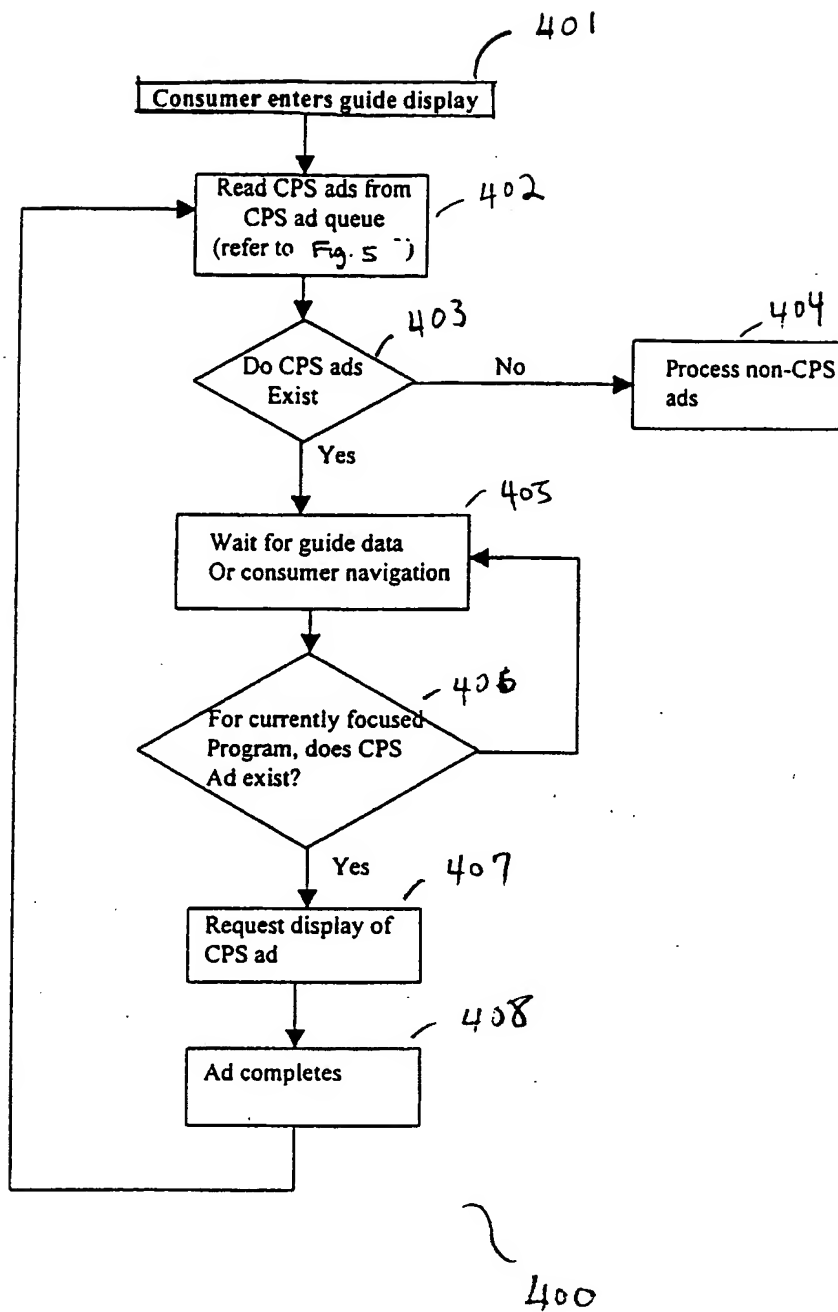 401
Consumer enters guide display
Read CPS ads from
CPS ad queue
(refer to Fig. 5 )
402
403
Do CPS ads
Exist
No
404
Process non-CPS
ads
Yes
405
Wait for guide data
Or consumer navigation
406
For currently focused
Program, does CPS
Ad exist?
Yes
407
Request display of
CPS ad
408
Ad completes
400